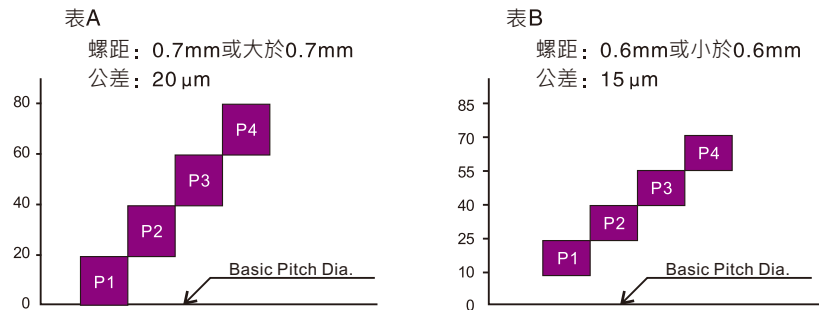 表A
螺距：0.7mm或大於0.7mm
公差：20 μm
80
60
40
20
0
P4
P3
P2
P1
Basic Pitch Dia.
表B
螺距：0.6mm或小於0.6mm
公差：15 μm
85
70
55
40
25
10
0
P4
P3
P2
P1
Basic Pitch Dia.